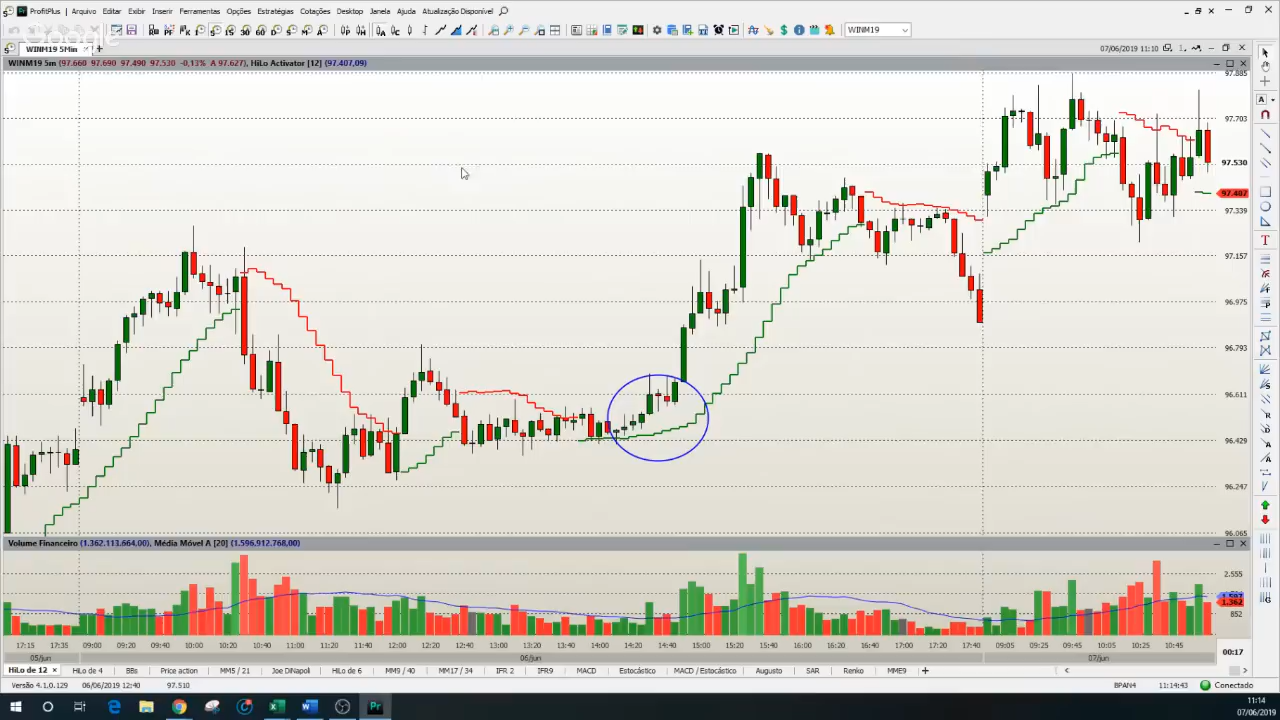 ProfitPlus Arquivo Editar Exibir Inserir Ferramentas Opções Estratégias Cotações Desktop Janela Ajuda Atualização Disponível
15 30 60 D S M A WINM19
WINM19 5Min 07/06/2019 11:10
WINM19 5m (97.660 97.690 97.490 97.530 -0,13% A 97.627), HiLo Activator [12] (97.407,09)
97.885
97.703
97.530
97.407
97.339
97.157
96.975
96.793
96.611
96.429
96.247
96.065
Volume Financeiro (1.362.113.664,00), Média Móvel A [20] (1.596.912.768,00)
2.555
1.597
1.362
852
17:15 17:35 09:00 09:20 09:40 10:00 10:20 10:40 11:00 11:20 11:40 12:00 12:20 12:40 13:00 13:20 13:40 14:00 14:20 14:40 15:00 15:20 15:40 16:00 16:20 16:40 17:00 17:20 17:40 09:05 09:25 09:45 10:05 10:25 10:45
00:17
05/jun 06/jun 07/jun
HiLo de 12 HiLo de 4 BBs Price action MM5 / 21 Joe DiNapoli HiLo de 6 MM9 / 40 MM17 / 34 IFR 2 IFR9 MACD Estocástico MACD / Estocástico Augusto SAR Renko MME9
Versão 4.1.0.129 06/06/2019 12:40 97.510 BPAN4 11:14:43 Conectado
11:14
07/06/2019